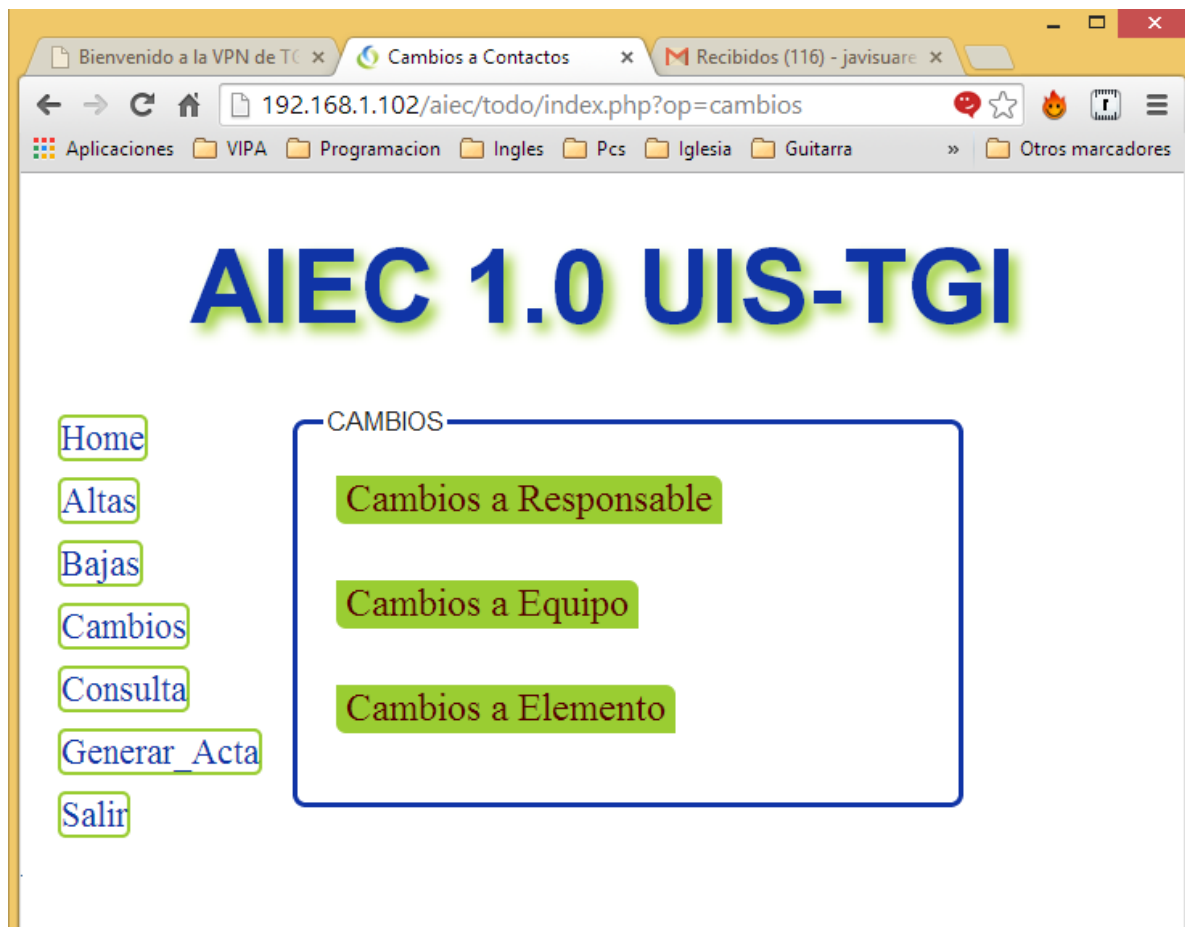 Bienvenido a la VPN de TG
Cambios a Contactos
Recibidos (116) - javisuare
192.168.1.102/aiec/todo/index.php?op=cambios
Aplicaciones VIPA Programacion Ingles Pcs Iglesia Guitarra » Otros marcadores
AIEC 1.0 UIS-TGI
Home
Altas
Bajas
Cambios
Consulta
Generar_Acta
Salir
CAMBIOS
Cambios a Responsable
Cambios a Equipo
Cambios a Elemento